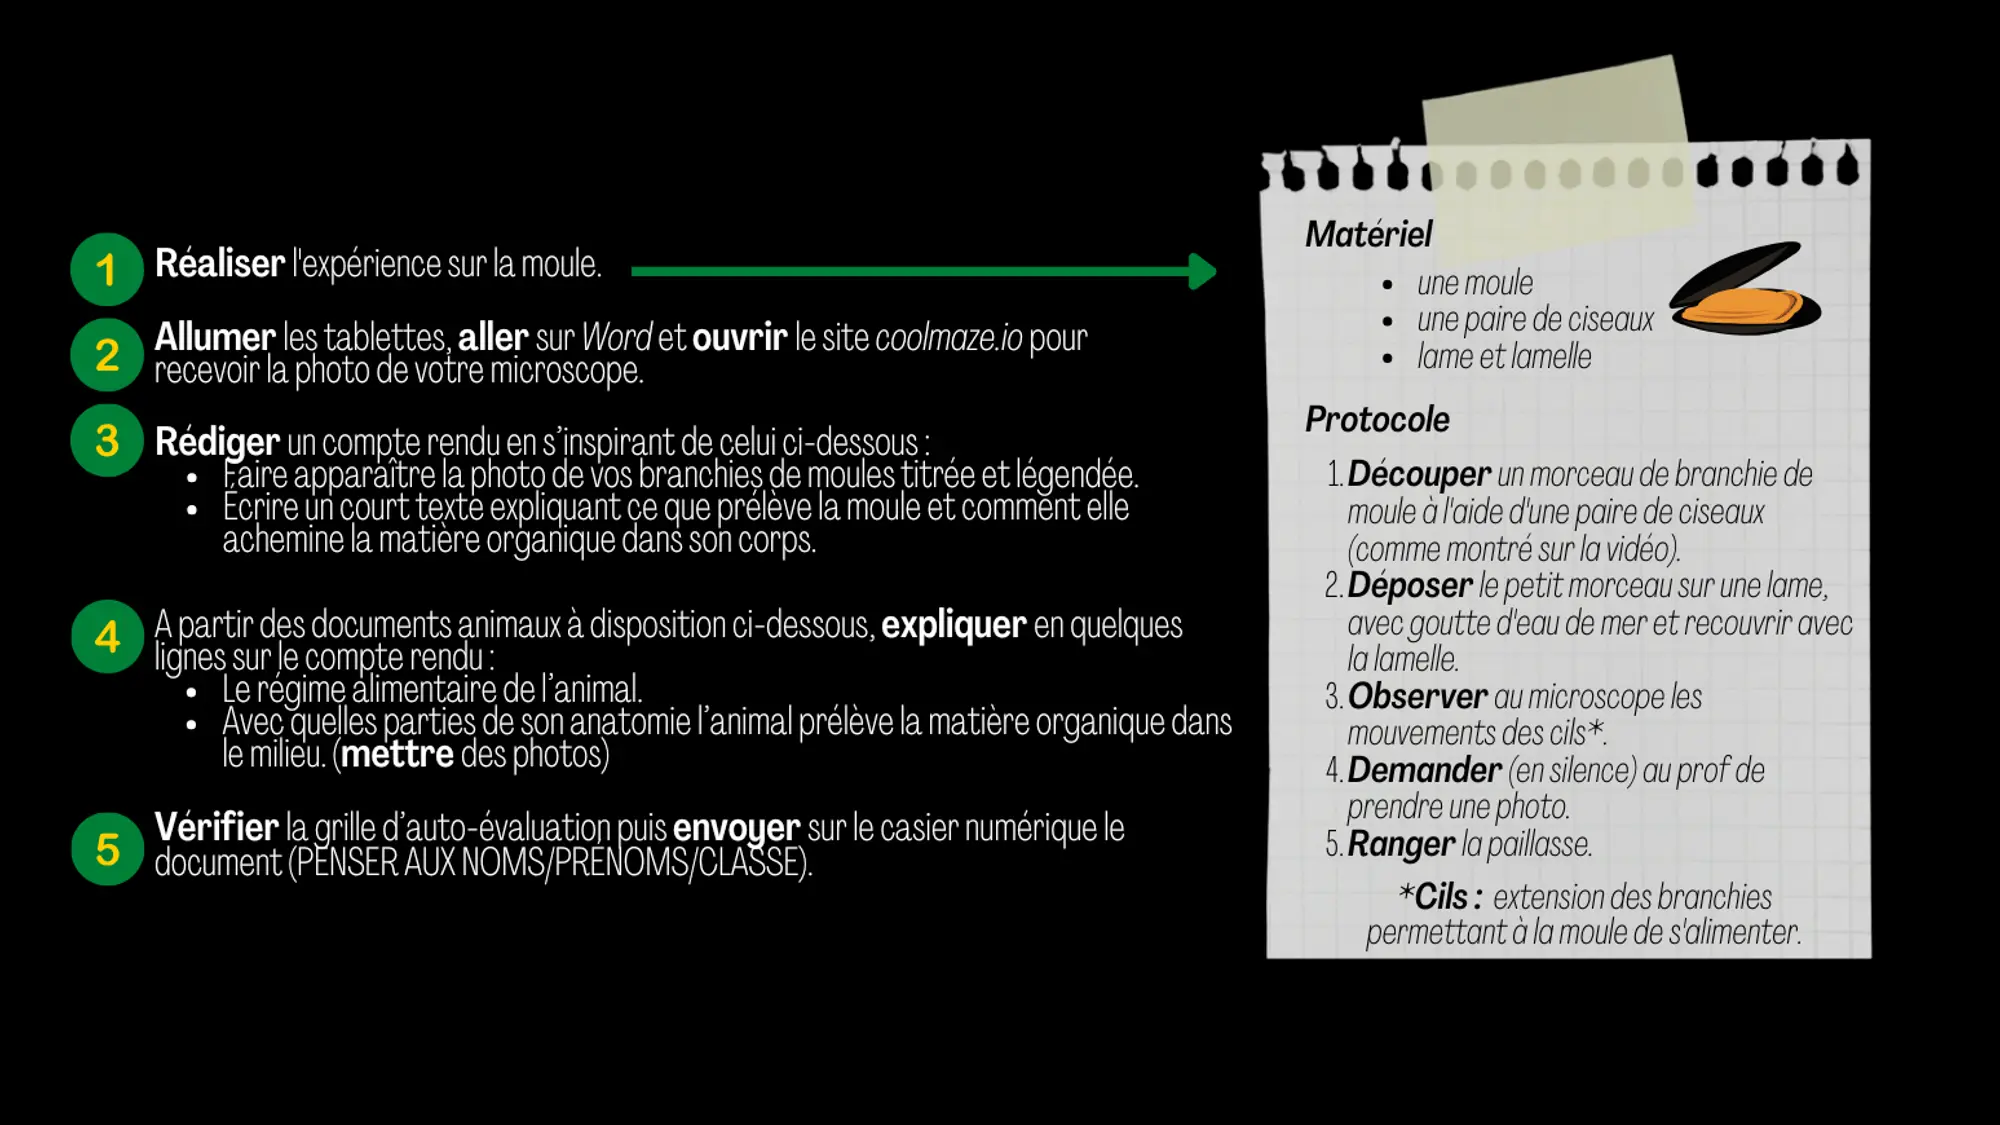 1
Réaliser l'expérience sur la moule.
2
Allumer les tablettes, aller sur Word et ouvrir le site coolmaze.io pour
recevoir la photo de votre microscope.
3
Rédiger un compte rendu en s’inspirant de celui ci-dessous :
• Faire apparaître la photo de vos branchies de moules titrée et légendée.
• Écrire un court texte expliquant ce que prélève la moule et comment elle
achemine la matière organique dans son corps.
4
A partir des documents animaux à disposition ci-dessous, expliquer en quelques
lignes sur le compte rendu :
• Le régime alimentaire de l’animal.
• Avec quelles parties de son anatomie l’animal prélève la matière organique dans
le milieu. (mettre des photos)
5
Vérifier la grille d’auto-évaluation puis envoyer sur le casier numérique le
document (PENSER AUX NOMS/PRÉNOMS/CLASSE).
Matériel
• une moule
• une paire de ciseaux
• lame et lamelle
Protocole
1. Découper un morceau de branchie de
moule à l'aide d'une paire de ciseaux
(comme montré sur la vidéo).
2. Déposer le petit morceau sur une lame,
avec goutte d'eau de mer et recouvrir avec
la lamelle.
3. Observer au microscope les
mouvements des cils*.
4. Demander (en silence) au prof de
prendre une photo.
5. Ranger la paillasse.
*Cils : extension des branchies
permettant à la moule de s'alimenter.